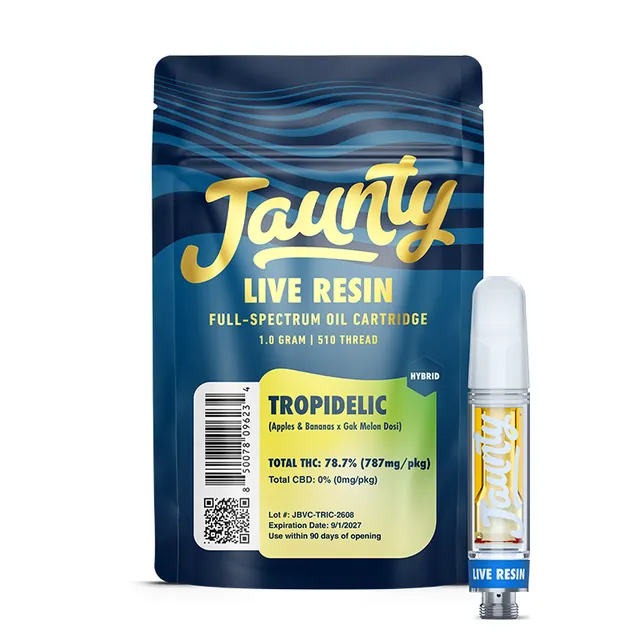 Jaunty
LIVE RESIN
FULL-SPECTRUM OIL CARTRIDGE
1.0 GRAM | 510 THREAD
HYBRID
TROPIDELIC
(Apples & Bananas x Gak Melon Dosi)
TOTAL THC: 78.7% (787mg/pkg)
Total CBD: 0% (0mg/pkg)
Lot #: JBVC-TRIC-2608
Expiration Date: 9/1/2027
Use within 90 days of opening
8 50078 09623 4
Jaunty
LIVE RESIN